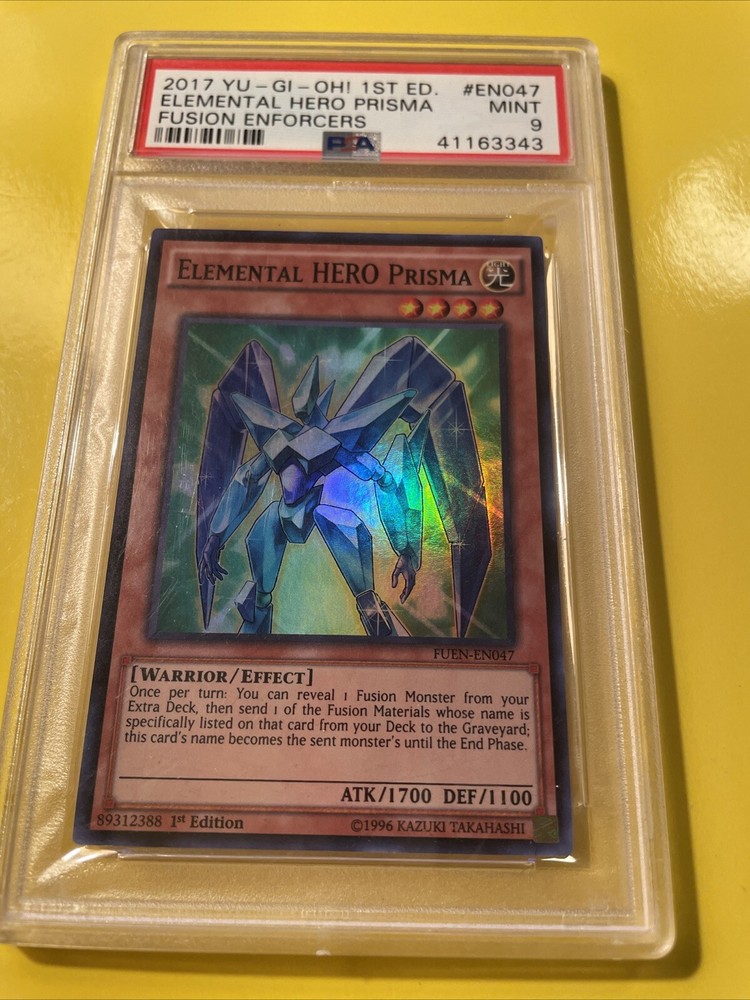 2017 YU-GI-OH! 1ST ED. #EN047
ELEMENTAL HERO PRISMA MINT
FUSION ENFORCERS 9
PSA 41163343
ELEMENTAL HERO PRISMA
LIGHT
光
FUEN-EN047
[WARRIOR/EFFECT]
Once per turn: You can reveal 1 Fusion Monster from your
Extra Deck, then send 1 of the Fusion Materials whose name is
specifically listed on that card from your Deck to the Graveyard;
this card's name becomes the sent monster's until the End Phase.
ATK/1700 DEF/1100
89312388 1st Edition ©1996 KAZUKI TAKAHASHI